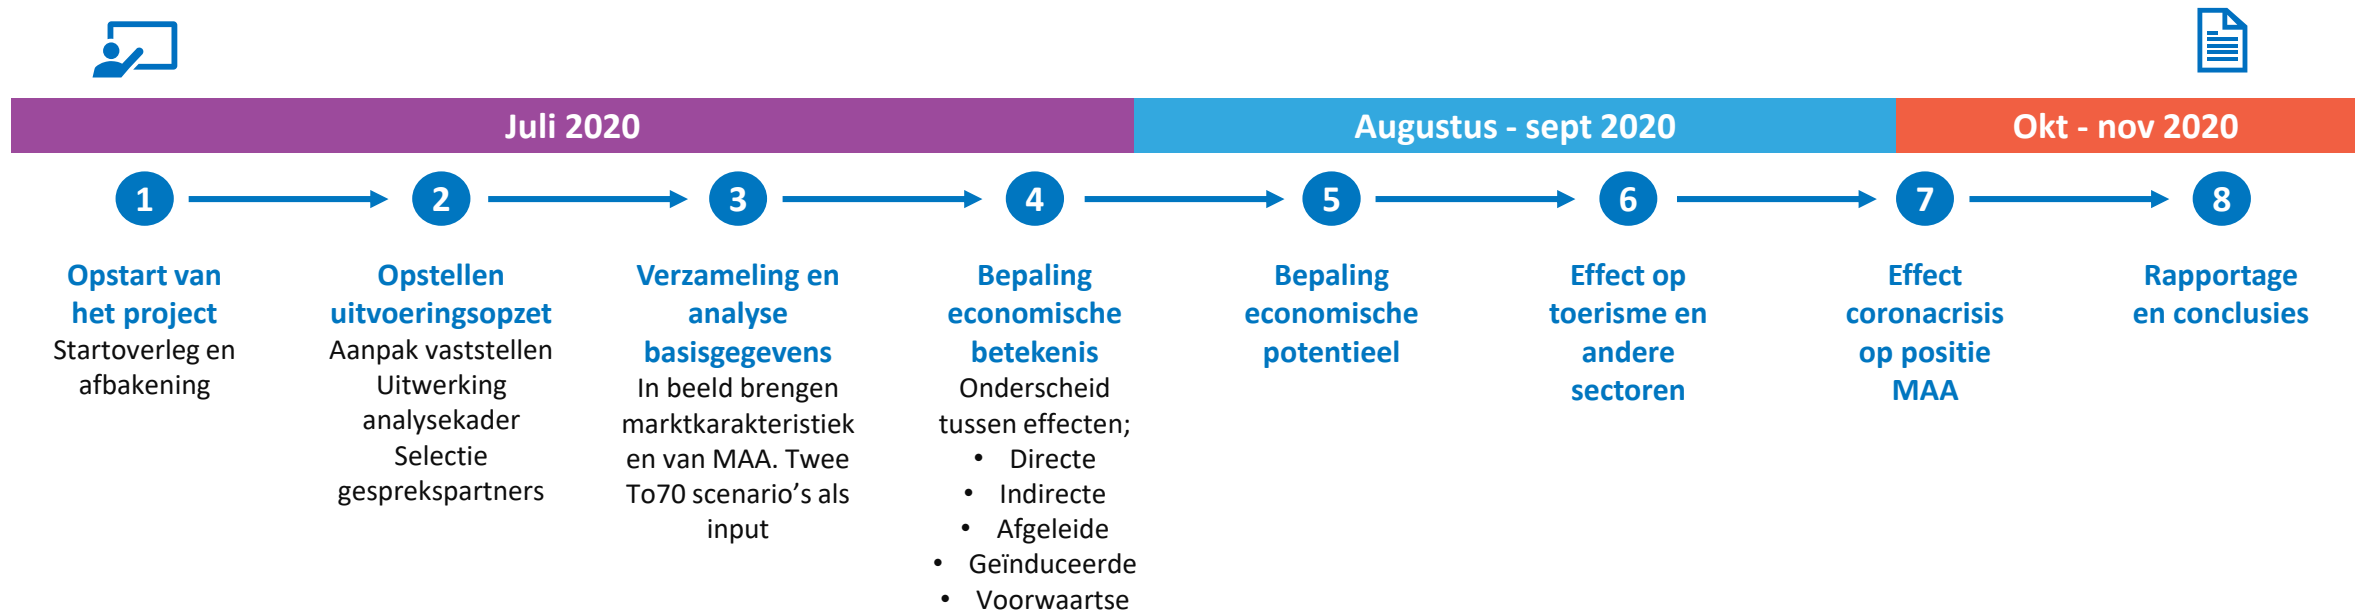 Juli 2020
Augustus - sept 2020
Okt - nov 2020
1
2
3
4
5
6
7
8
Opstart van
het project
Startoverleg en
afbakening
Opstellen
uitvoeringsopzet
Aanpak vaststellen
Uitwerking
analysekader
Selectie
gesprekspartners
Verzameling en
analyse
basisgegevens
In beeld brengen
marktkarakteristiek
en van MAA. Twee
To70 scenario's als
input
Bepaling
economische
betekenis
Onderscheid
tussen effecten;
• Directe
• Indirecte
• Afgeleide
• Geïnduceerde
• Voorwaartse
Bepaling
economische
potentieel
Effect op
toerisme en
andere
sectoren
Effect
coronacrisis
op positie
MAA
Rapportage
en conclusies